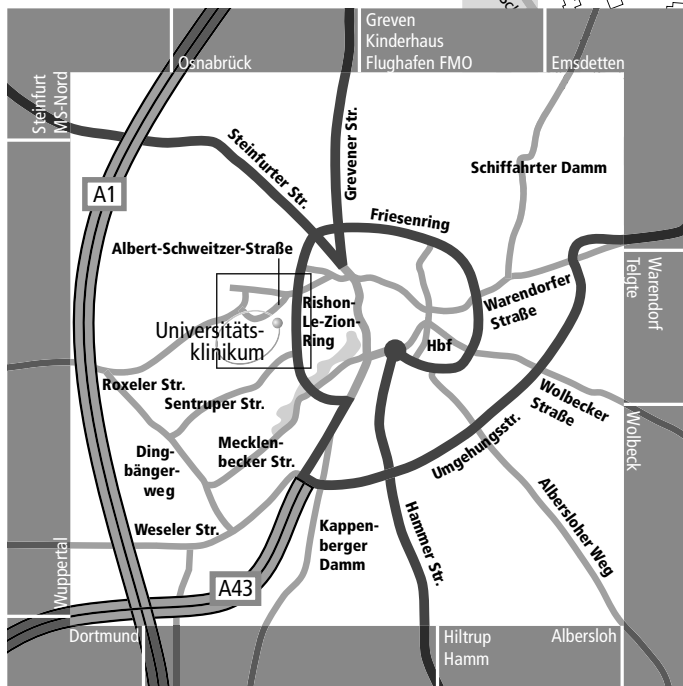 Greven
Kinderhaus
Flughafen FMO
Osnabrück
Emsdetten
Steinfurt
MS-Nord
Steinfurter Str.
Grevener Str.
Schiffahrter Damm
A1
Friesenring
Albert-Schweitzer-Straße
Warendorf
Telgte
Rishon-
Le-Zion-
Ring
Warendorfer
Straße
Universitäts-
klinikum
Hbf
Roxeler Str.
Sentruper Str.
Wolbecker
Straße
Wolbeck
Mecklen-
becker Str.
Umgehungsstr.
Ding-
bänger-
weg
Weseler Str.
Kappen-
berger
Damm
Hammer Str.
Albersloher Weg
Wuppertal
A43
Dortmund
Hiltrup
Hamm
Albersloh